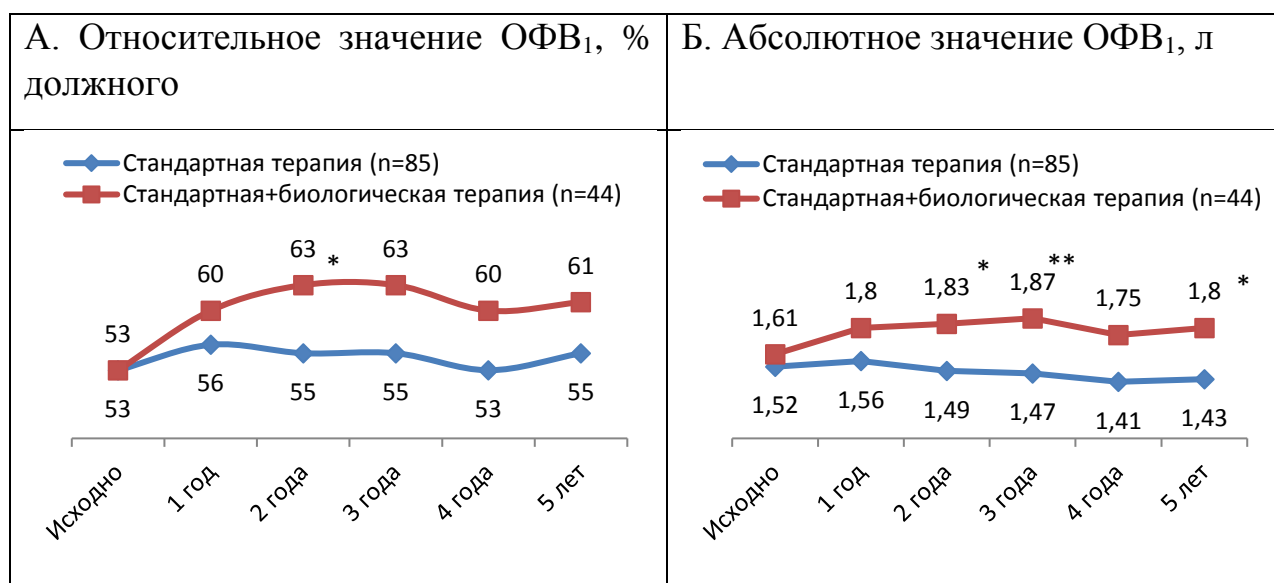 А. Относительное значение ОФВ₁, %
должного
Стандартная терапия (n=85)
Стандартная+биологическая терапия (n=44)
53 60 63 * 63 60 61
53 56 55 55 53 55
Исходно 1 год 2 года 3 года 4 года 5 лет
Б. Абсолютное значение ОФВ₁, л
Стандартная терапия (n=85)
Стандартная+биологическая терапия (n=44)
1,61 1,8 1,83 * 1,87 ** 1,75 1,8 *
1,52 1,56 1,49 1,47 1,41 1,43
Исходно 1 год 2 года 3 года 4 года 5 лет